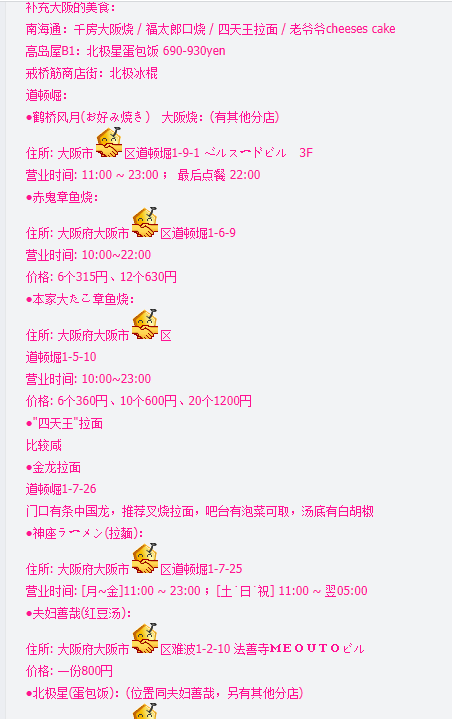 补充大阪的美食:
南海通: 千房大阪烧 / 福太郎口烧 / 四天王拉面 / 老爷爷cheeses cake
高岛屋B1: 北极星蛋包饭 690-930yen
戒桥筋商店街: 北极冰棍
道顿崛:
●鹤桥风月(お好み焼き) 大阪烧: (有其他分店)
住所: 大阪市区道顿堀1-9-1 ベルスードビル 3F
营业时间: 11:00 ~ 23:00 ; 最后点餐 22:00
●赤鬼章鱼烧:
住所: 大阪府大阪市区道顿堀1-6-9
营业时间: 10:00~22:00
价格: 6个315円、12个630円
●本家大たこ章鱼烧:
住所: 大阪府大阪市区
道顿堀1-5-10
营业时间: 10:00~23:00
价格: 6个360円、10个600円、20个1200円
●"四天王"拉面
比较咸
●金龙拉面
道顿崛1-7-26
门口有条中国龙，推荐叉烧拉面，吧台有泡菜可取，汤底有白胡椒
●神座ラーメン(拉麵):
住所: 大阪府大阪市区道顿堀1-7-25
营业时间: [月~金]11:00 ~ 23:00 ; [土˙日˙祝] 11:00 ~ 翌05:00
●夫妇善哉(红豆汤):
住所: 大阪府大阪市区难波1-2-10 法善寺MEOUTOビル
价格: 一份800円
●北极星(蛋包饭): (位置同夫妇善哉，另有其他分店)